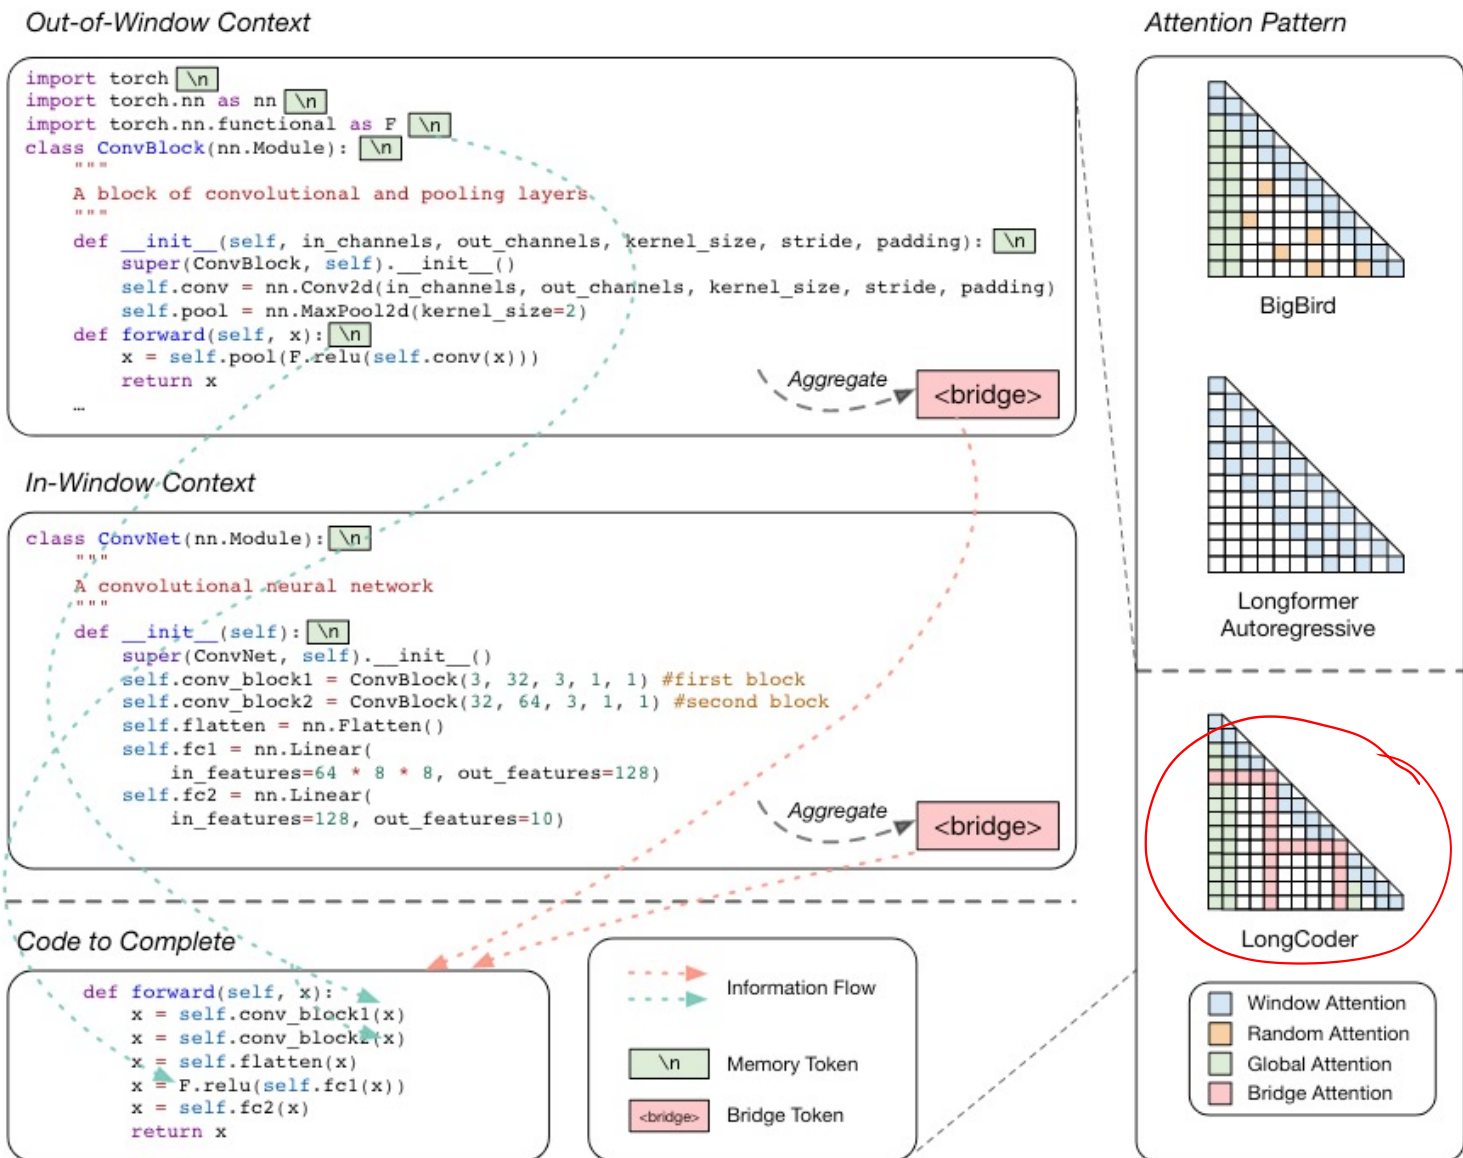 Out-of-Window Context
import torch \n
import torch.nn as nn \n
import torch.nn.functional as F \n
class ConvBlock(nn.Module): \n
"""
A block of convolutional and pooling layers
"""
def __init__(self, in_channels, out_channels, kernel_size, stride, padding): \n
super(ConvBlock, self).__init__()
self.conv = nn.Conv2d(in_channels, out_channels, kernel_size, stride, padding)
self.pool = nn.MaxPool2d(kernel_size=2)
def forward(self, x): \n
x = self.pool(F.relu(self.conv(x)))
return x
…
Aggregate
<bridge>
In-Window Context
class ConvNet(nn.Module): \n
"""
A convolutional neural network
"""
def __init__(self): \n
super(ConvNet, self).__init__()
self.conv_block1 = ConvBlock(3, 32, 3, 1, 1) #first block
self.conv_block2 = ConvBlock(32, 64, 3, 1, 1) #second block
self.flatten = nn.Flatten()
self.fc1 = nn.Linear(
in_features=64 * 8 * 8, out_features=128)
self.fc2 = nn.Linear(
in_features=128, out_features=10)
Aggregate
<bridge>
Code to Complete
def forward(self, x):
x = self.conv_block1(x)
x = self.conv_block2(x)
x = self.flatten(x)
x = F.relu(self.fc1(x))
x = self.fc2(x)
return x
Information Flow
\n Memory Token
<bridge> Bridge Token
Attention Pattern
BigBird
Longformer
Autoregressive
LongCoder
Window Attention
Random Attention
Global Attention
Bridge Attention